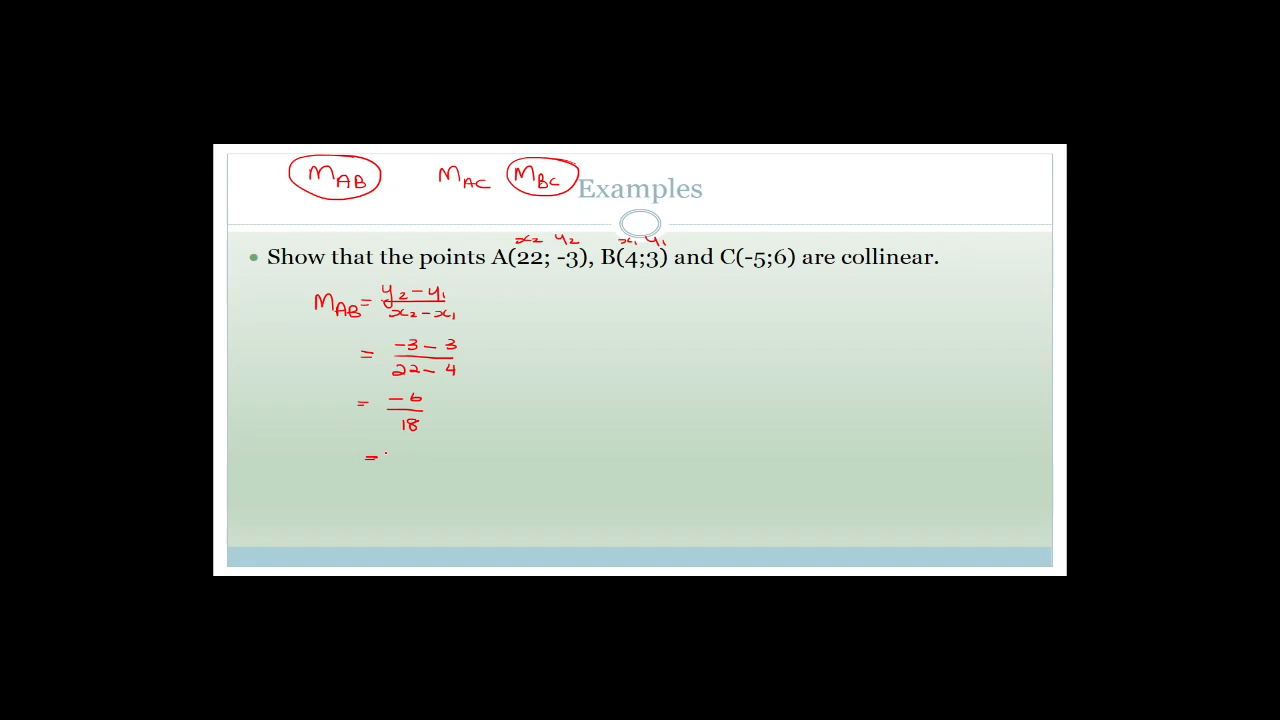 m_AB m_AC m_BC
Examples
x₂ y₂ x₁ y₁
• Show that the points A(22; -3), B(4;3) and C(-5;6) are collinear.
m_AB = y₂ - y₁ / x₂ - x₁
= -3 - 3 / 22 - 4
= -6 / 18
=